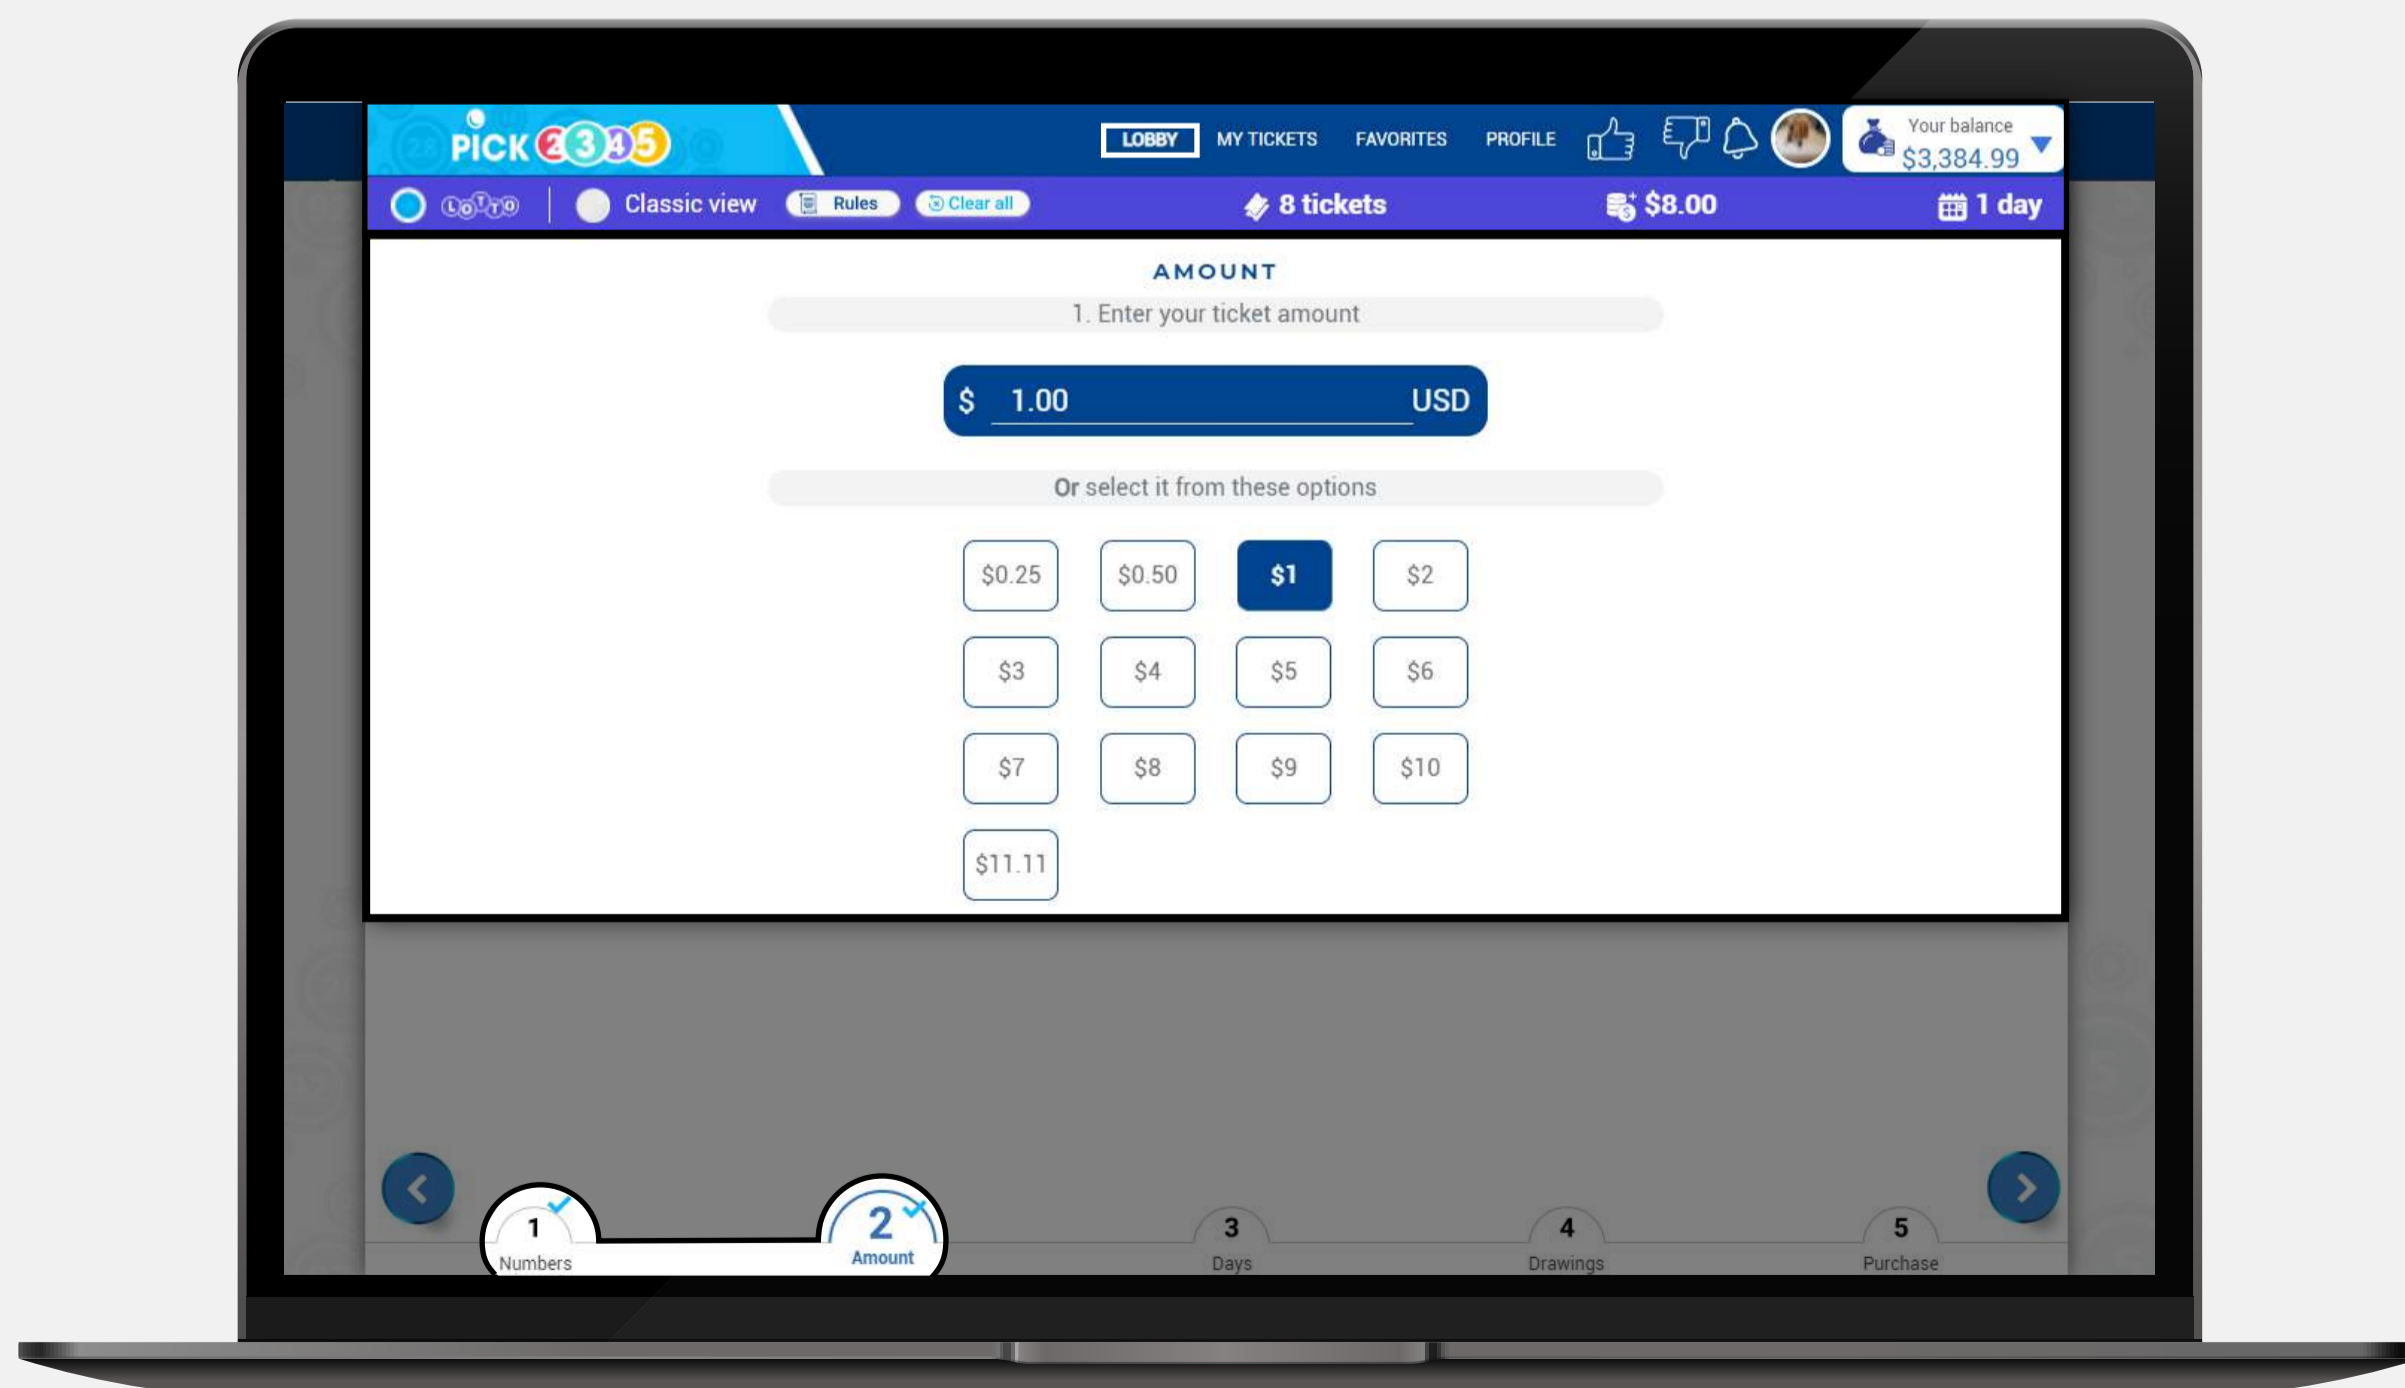 PiCK 2345
LOBBY MY TICKETS FAVORITES PROFILE
Your balance
$3,384.99
LOTTO Classic view Rules Clear all 8 tickets $8.00 1 day
AMOUNT
1. Enter your ticket amount
$ 1.00 USD
Or select it from these options
$0.25 $0.50 $1 $2
$3 $4 $5 $6
$7 $8 $9 $10
$11.11
1 2 3 4 5
Numbers Amount Days Drawings Purchase